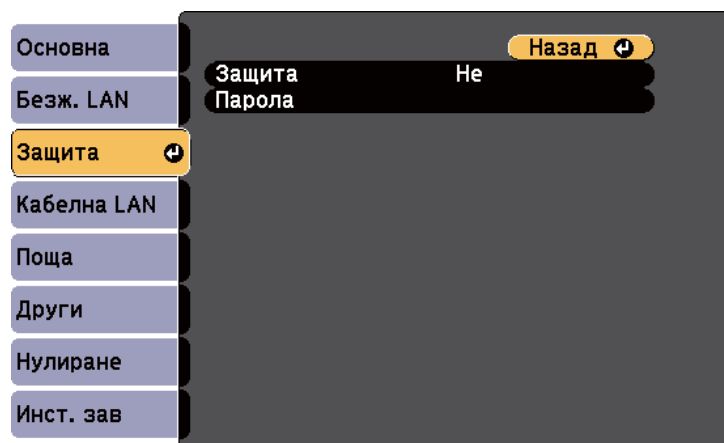 Основна
Безж. LAN
Защита
Кабелна LAN
Поща
Други
Нулиране
Инст. зав
Назад
Защита Не
Парола